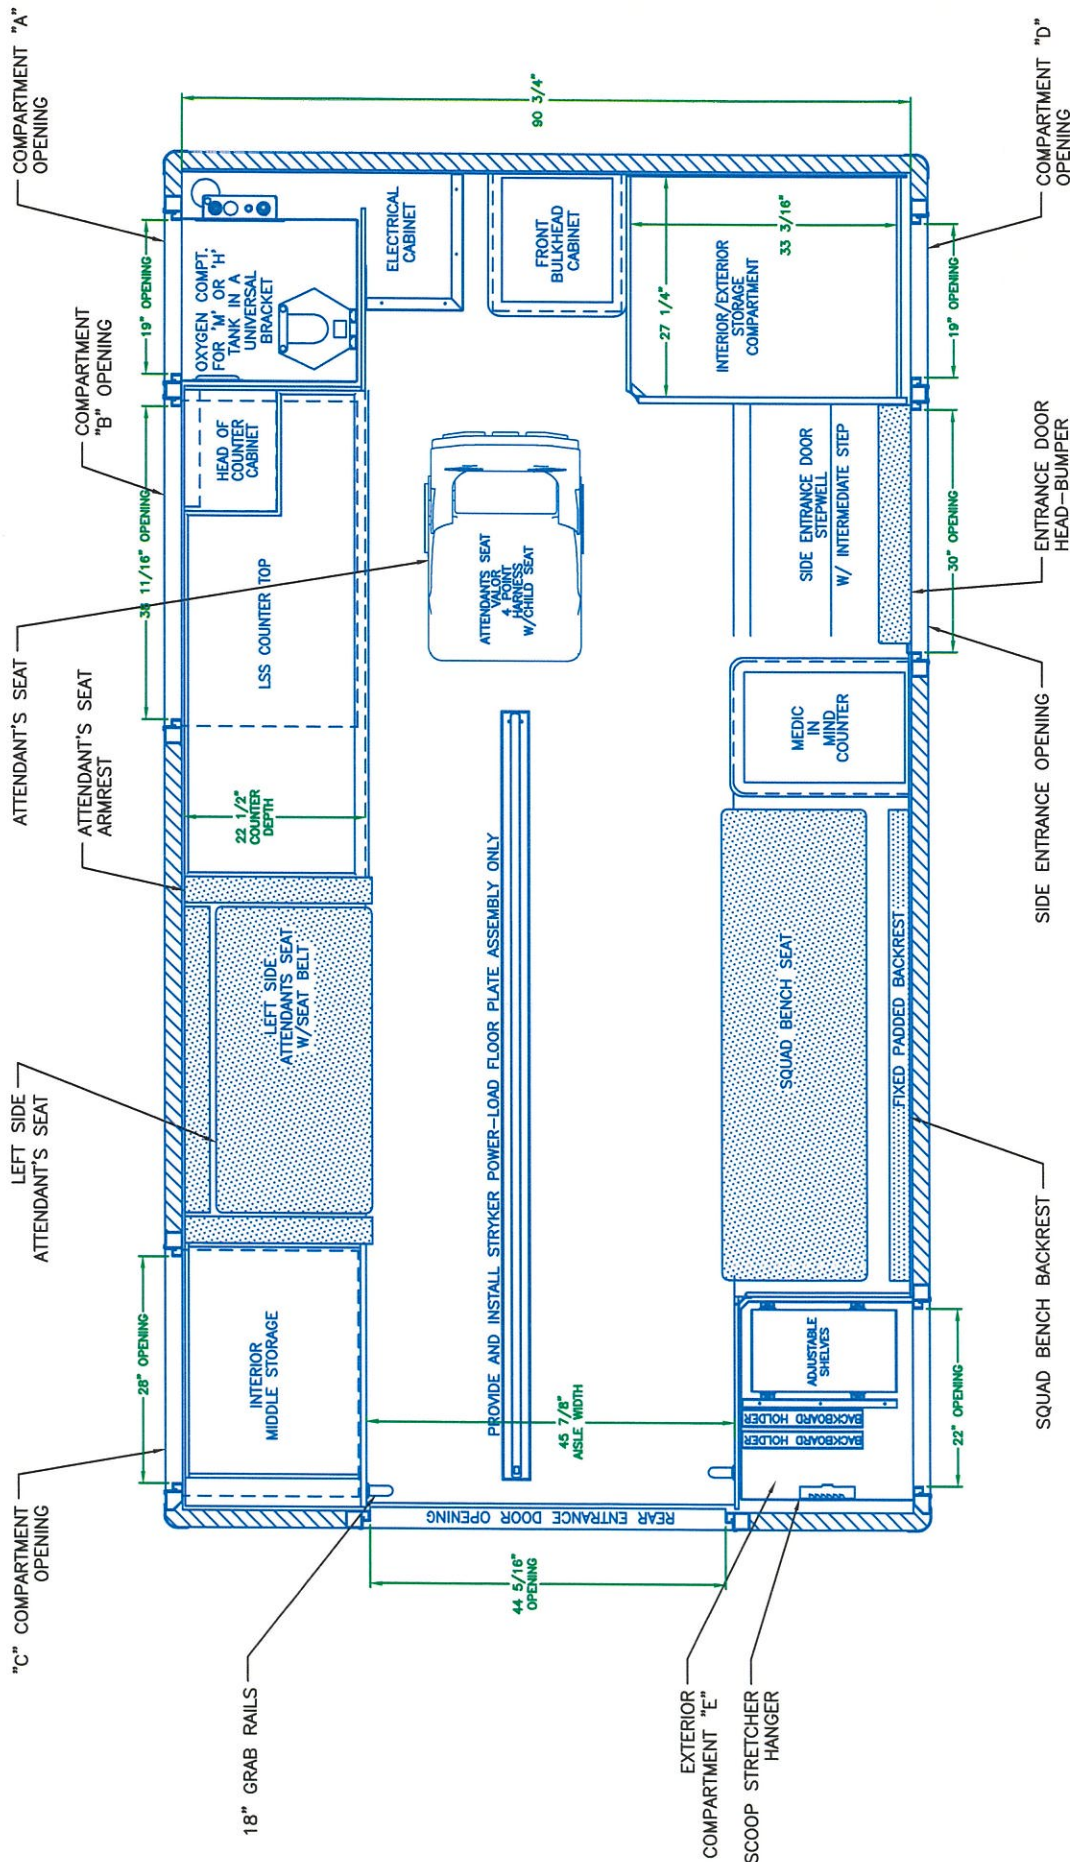 COMPARTMENT "A"
OPENING
COMPARTMENT
"B" OPENING
ATTENDANT'S SEAT
ATTENDANT'S SEAT
ARMREST
LEFT SIDE
ATTENDANT'S SEAT
"C" COMPARTMENT
OPENING
19" OPENING
11/16" OPENING
28" OPENING
90 3/4"
OXYGEN COMPT.
FOR 'M' OR 'H'
TANK IN A
UNIVERSAL
BRACKET
HEAD OF
COUNTER
CABINET
LSS COUNTER TOP
22 1/2"
COUNTER
DEPTH
LEFT SIDE
ATTENDANTS SEAT
W/SEAT BELT
INTERIOR
MIDDLE STORAGE
ELECTRICAL
CABINET
FRONT
BULKHEAD
CABINET
ATTENDANTS SEAT
VALOR
4 POINT
HARNESS
W/CHILD SEAT
PROVIDE AND INSTALL STRYKER POWER-LOAD FLOOR PLATE ASSEMBLY ONLY
45 7/8"
AISLE WIDTH
REAR ENTRANCE DOOR OPENING
44 5/16"
OPENING
18" GRAB RAILS
27 1/4"
33 3/16"
INTERIOR/EXTERIOR
STORAGE
COMPARTMENT
SIDE ENTRANCE DOOR
STEPWELL
W/ INTERMEDIATE STEP
MEDIC
IN
MIND
COUNTER
SQUAD BENCH SEAT
FIXED PADDED BACKREST
ADJUSTABLE
SHELVES
BACKBOARD HOLDER
BACKBOARD HOLDER
19" OPENING
30" OPENING
22" OPENING
COMPARTMENT "D"
OPENING
ENTRANCE DOOR
HEAD-BUMPER
SIDE ENTRANCE OPENING
SQUAD BENCH BACKREST
EXTERIOR
COMPARTMENT "E"
SCOOP STRETCHER
HANGER